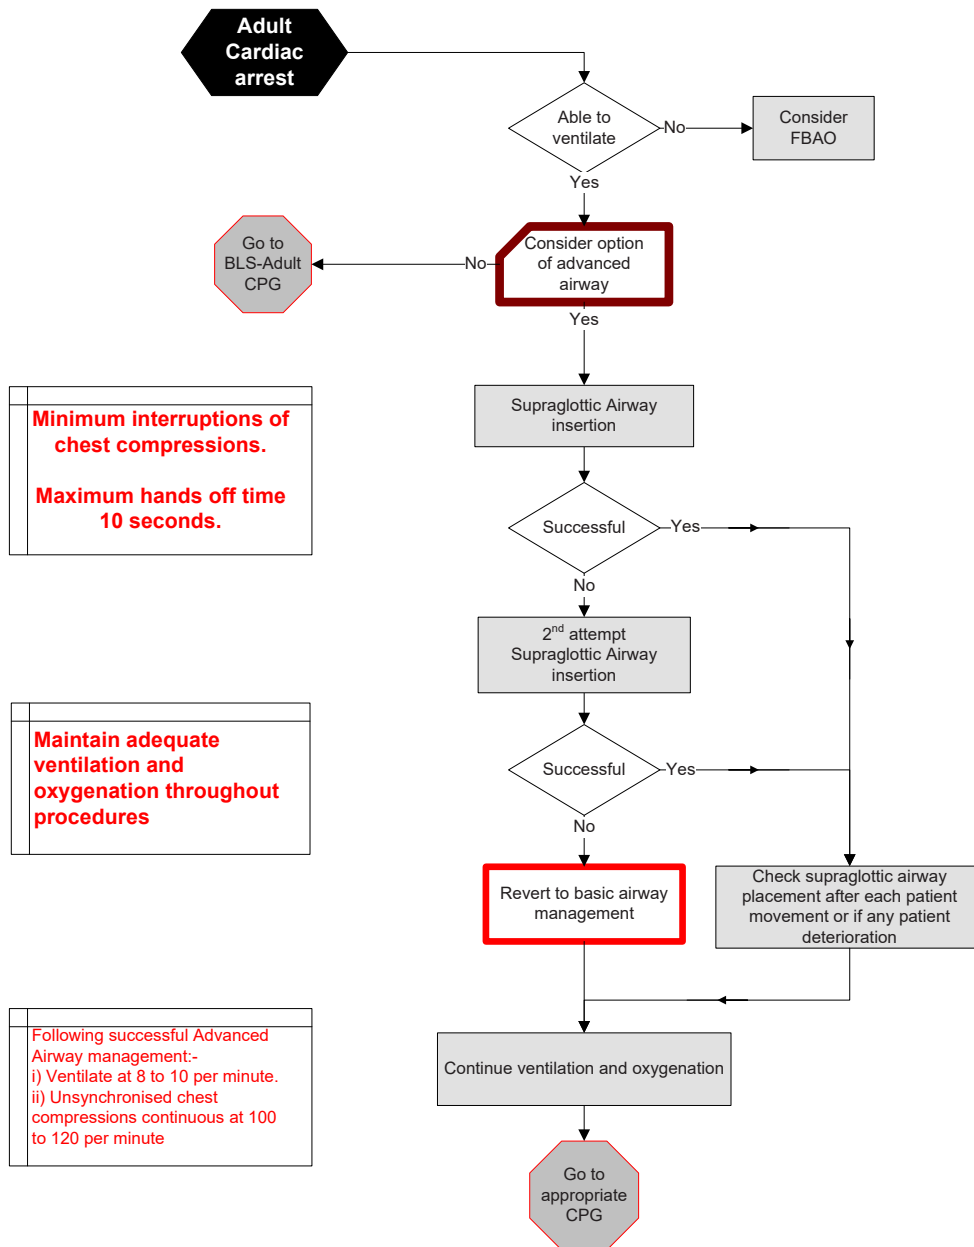 Adult
Cardiac
arrest
Able to
ventilate
No
Consider
FBAO
Yes
Go to
BLS-Adult
CPG
No
Consider option
of advanced
airway
Yes
Minimum interruptions of
chest compressions.
Maximum hands off time
10 seconds.
Supraglottic Airway
insertion
Successful
Yes
No
2nd attempt
Supraglottic Airway
insertion
Maintain adequate
ventilation and
oxygenation throughout
procedures
Successful
Yes
No
Revert to basic airway
management
Check supraglottic airway
placement after each patient
movement or if any patient
deterioration
Following successful Advanced
Airway management:-
i) Ventilate at 8 to 10 per minute.
ii) Unsynchronised chest
compressions continuous at 100
to 120 per minute
Continue ventilation and oxygenation
Go to
appropriate
CPG